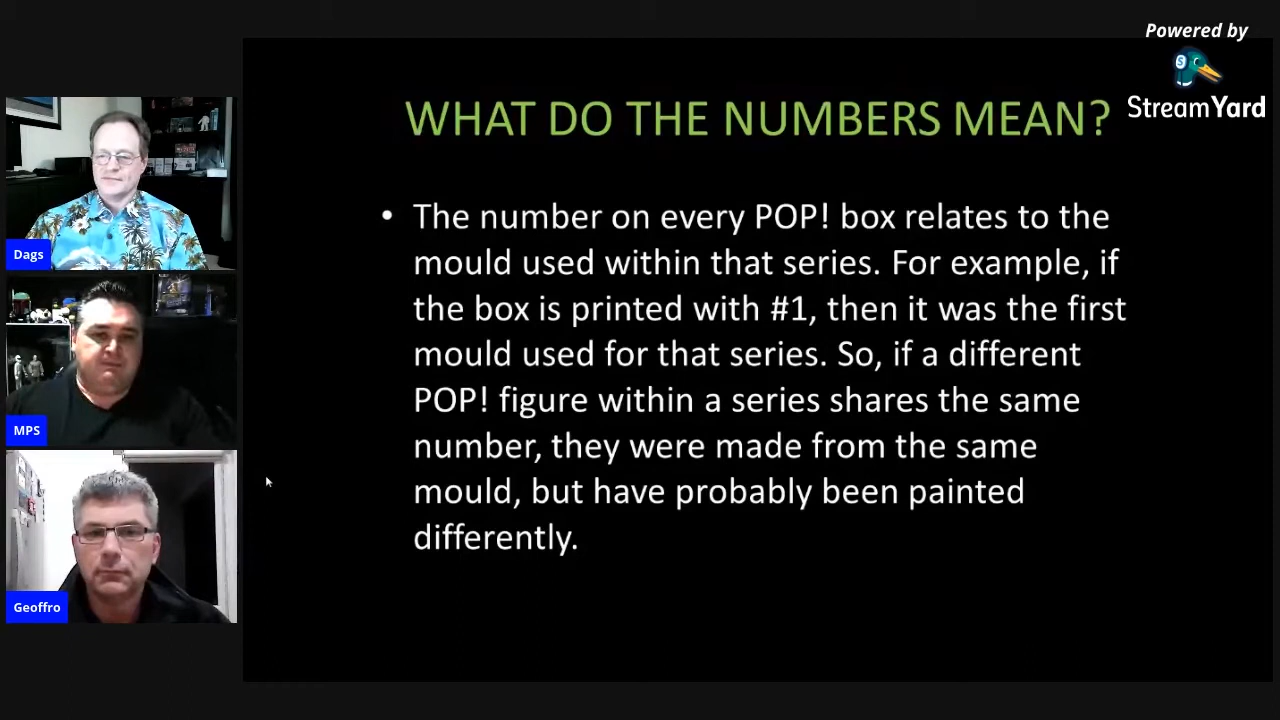 Powered by
StreamYard
WHAT DO THE NUMBERS MEAN?
• The number on every POP! box relates to the
mould used within that series. For example, if
the box is printed with #1, then it was the first
mould used for that series. So, if a different
POP! figure within a series shares the same
number, they were made from the same
mould, but have probably been painted
differently.
Dags
MPS
Geoffro